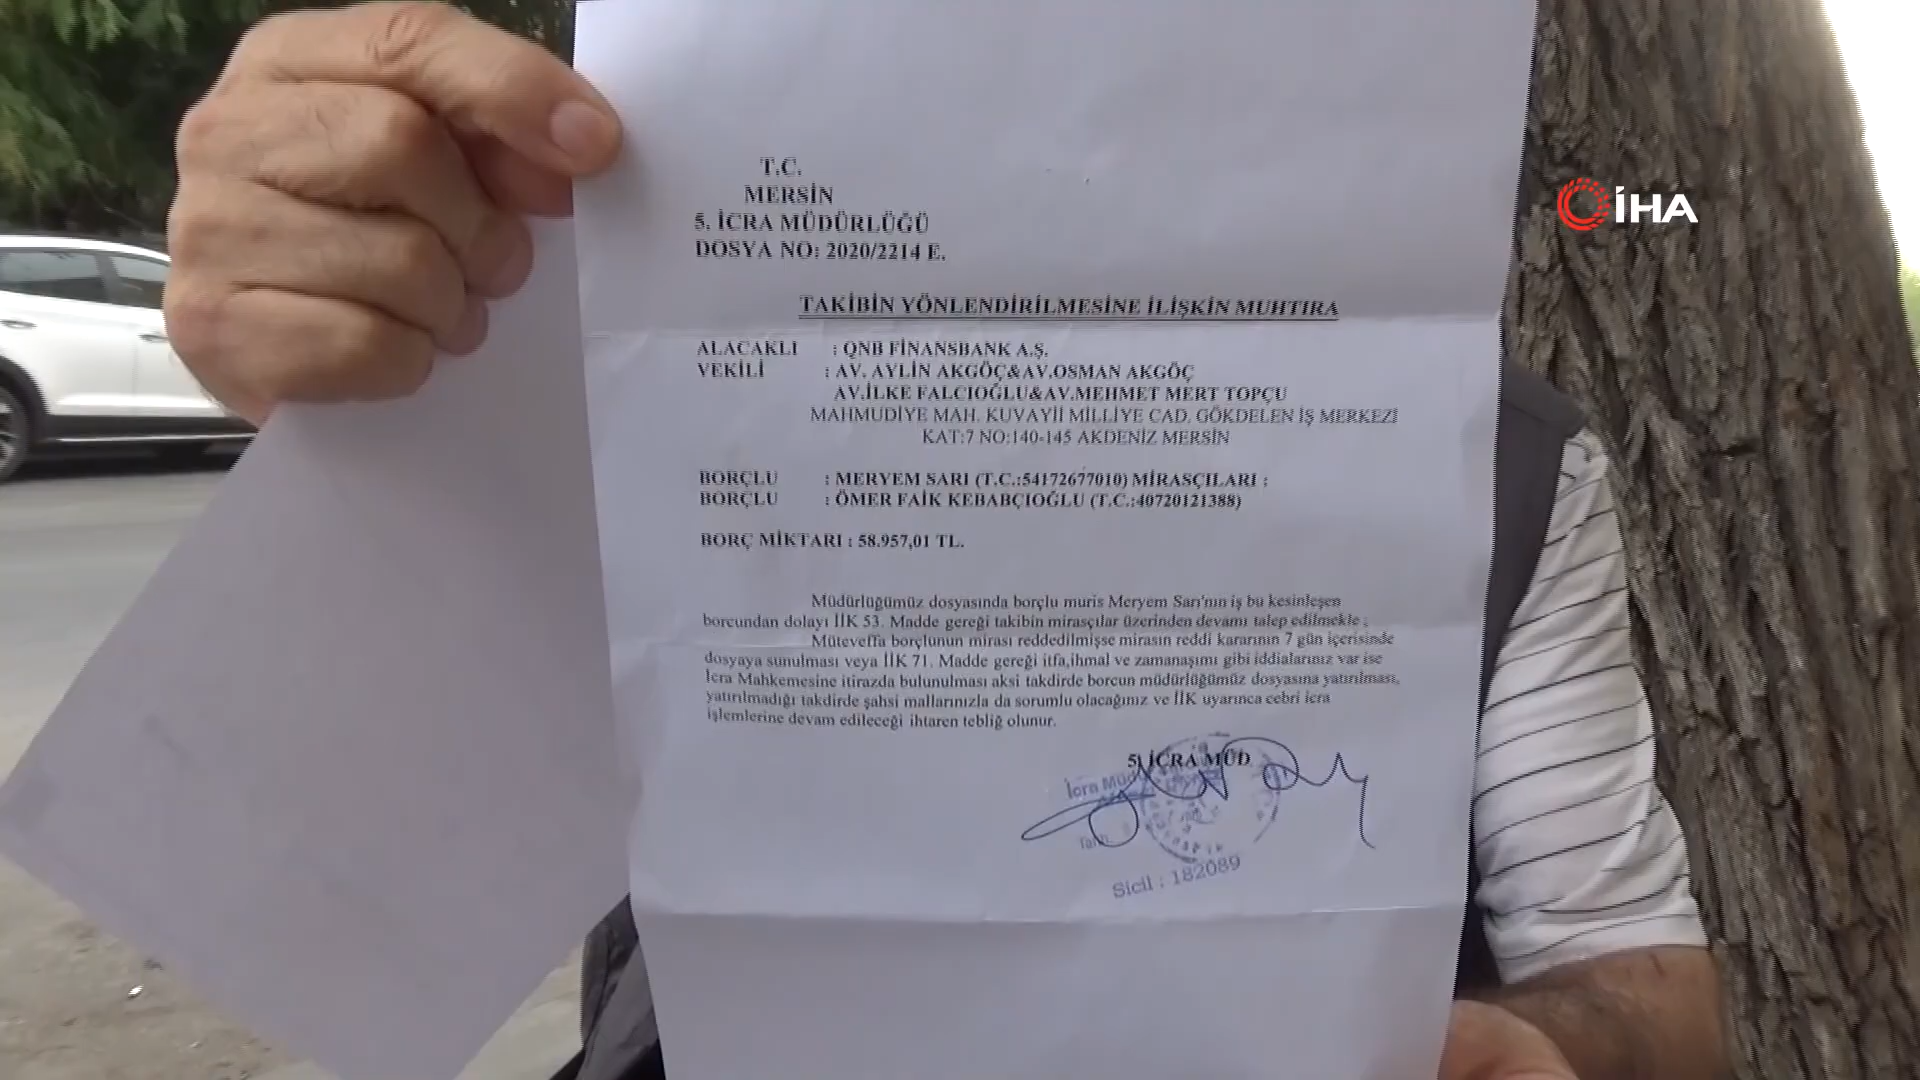 T.C.
MERSİN
5. İCRA MÜDÜRLÜĞÜ
DOSYA NO: 2020/2214 E.
İHA
TAKİBİN YÖNLENDİRİLMESİNE İLİŞKİN MUHTIRA
ALACAKLI : QNB FİNANSBANK A.Ş.
VEKİLİ : AV. AYLİN AKGÖÇ&AV.OSMAN AKGÖÇ
AV.İLKE FALCIOĞLU&AV.MEHMET MERT TOPÇU
MAHMUDİYE MAH. KUVAYİİ MİLLİYE CAD. GÖKDELEN İŞ MERKEZİ
KAT:7 NO:140-145 AKDENİZ MERSİN
BORÇLU : MERYEM SARI (T.C.:54172677010) MİRASÇILARI :
BORÇLU : ÖMER FAİK KEBABÇIOĞLU (T.C.:40720121388)
BORÇ MİKTARI : 58.957,01 TL.
Müdürlüğümüz dosyasında borçlu muris Meryem Sarı'nın iş bu kesinleşen
borcundan dolayı İİK 53. Madde gereği takibin mirasçılar üzerinden devamı talep edilmekle ;
Müteveffa borçlunun mirası reddedilmişse mirasın reddi kararının 7 gün içerisinde
dosyaya sunulması veya İİK 71. Madde gereği itfa,ihmal ve zamanaşımı gibi iddialarınız var ise
İcra Mahkemesine itirazda bulunulması aksi takdirde borcun müdürlüğümüz dosyasına yatırılması,
yatırılmadığı takdirde şahsi mallarınızla da sorumlu olacağınız ve İİK uyarınca cebri icra
işlemlerine devam edileceği ihtaren tebliğ olunur.
5. İCRA MÜD
İcra Müdü
Sicil : 182089